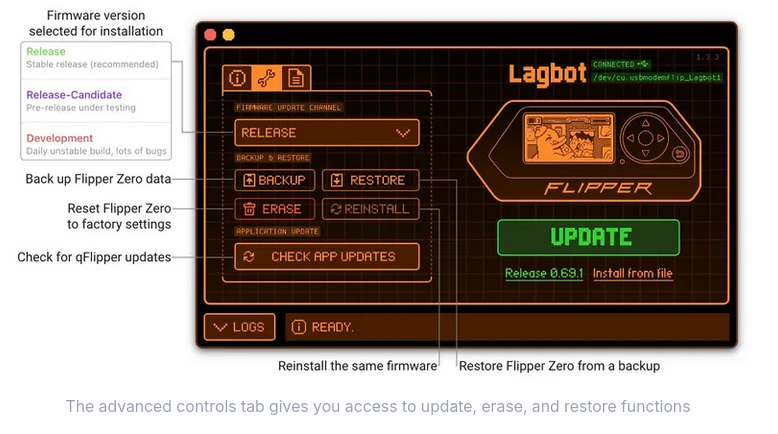 Firmware version
selected for installation
Release
Stable release (recommended)
Release-Candidate
Pre-release under testing
Development
Daily unstable build, lots of bugs
Back up Flipper Zero data
Reset Flipper Zero
to factory settings
Check for qFlipper updates
1.3.3
Lagbot
CONNECTED
/dev/cu.usbmodemflip_Lagbot1
FIRMWARE UPDATE CHANNEL
RELEASE
BACKUP & RESTORE
BACKUP
RESTORE
ERASE
REINSTALL
APPLICATION UPDATE
CHECK APP UPDATES
FLIPPER
UPDATE
Release 0.69.1
Install from file
LOGS
READY.
Reinstall the same firmware
Restore Flipper Zero from a backup
The advanced controls tab gives you access to update, erase, and restore functions